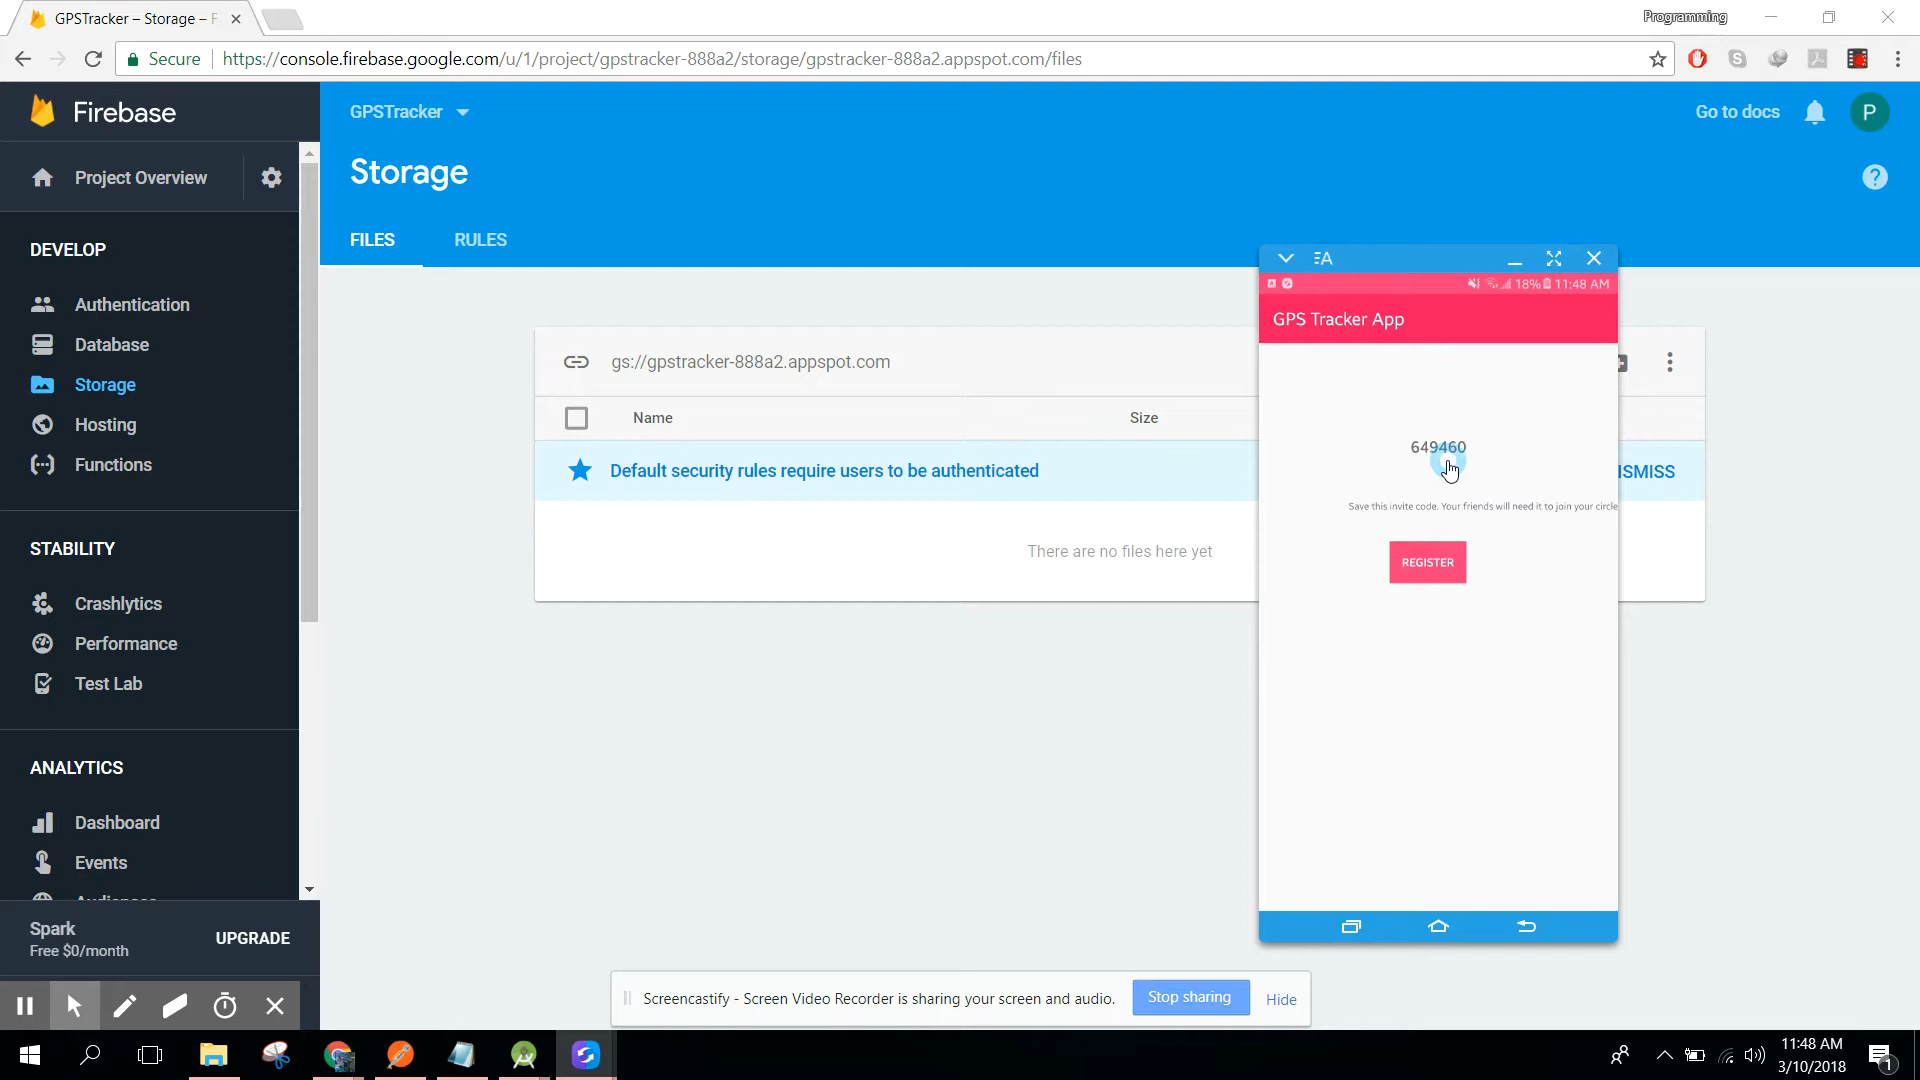 GPSTracker – Storage – F
Programming
Secure
https://console.firebase.google.com/u/1/project/gpstracker-888a2/storage/gpstracker-888a2.appspot.com/files
Firebase
GPSTracker
Go to docs
P
Project Overview
Storage
?
FILES
RULES
DEVELOP
Authentication
Database
Storage
Hosting
Functions
STABILITY
Crashlytics
Performance
Test Lab
ANALYTICS
Dashboard
Events
Spark
Free $0/month
UPGRADE
gs://gpstracker-888a2.appspot.com
Name
Size
Default security rules require users to be authenticated
ISMISS
There are no files here yet
18% 11:48 AM
GPS Tracker App
649460
Save this invite code. Your friends will need it to join your circle
REGISTER
Screencastify - Screen Video Recorder is sharing your screen and audio.
Stop sharing
Hide
11:48 AM
3/10/2018
1